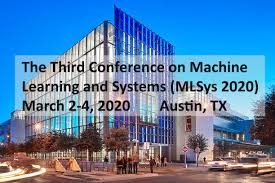 The Third Conference on Machine
Learning and Systems (MLSys 2020)
March 2-4, 2020 Austin, TX